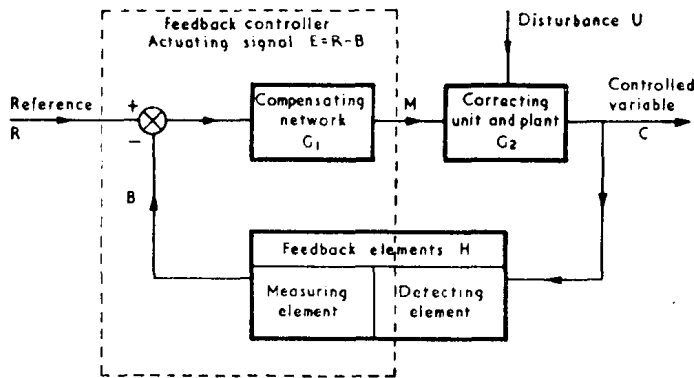 Feedback controller
Actuating signal E=R-B
Disturbance U
Reference
R
+
−
Compensating
network
G1
M
Correcting
unit and plant
G2
Controlled
variable
C
B
Feedback elements H
Measuring
element
Detecting
element